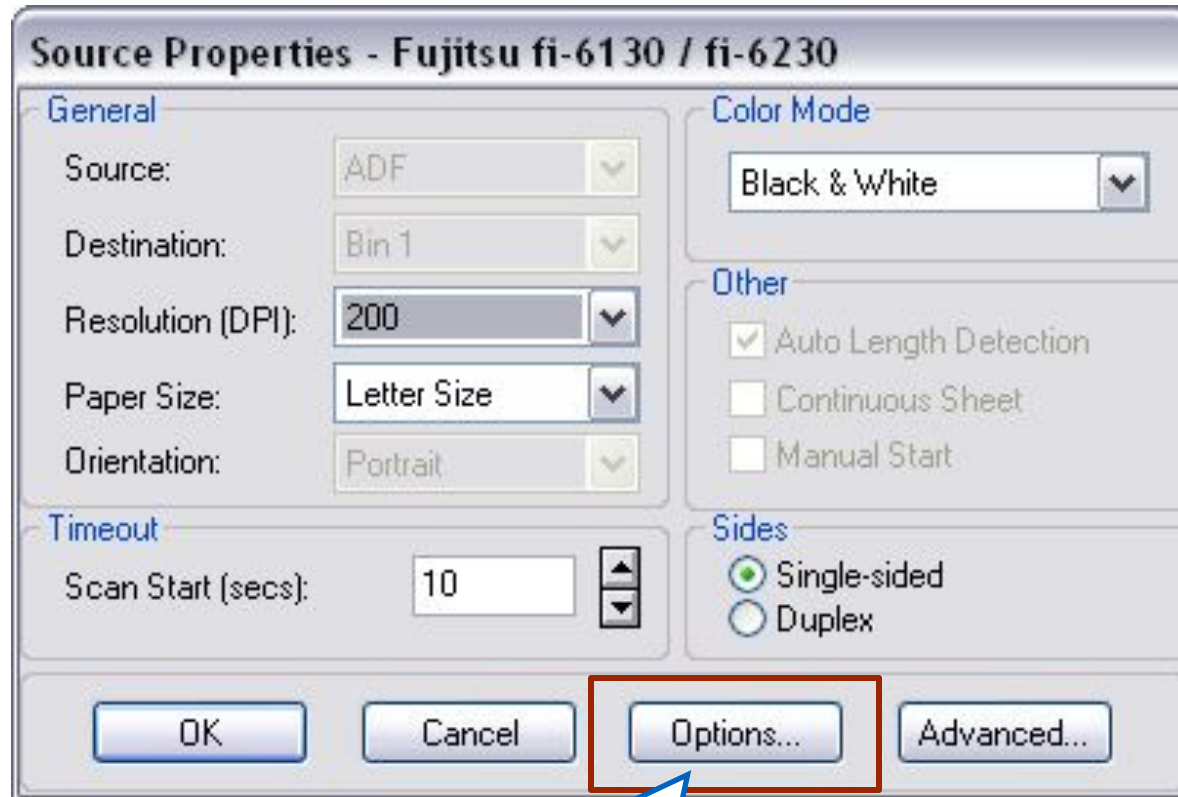 Source Properties - Fujitsu fi-6130 / fi-6230
General
Source: ADF
Destination: Bin 1
Resolution (DPI): 200
Paper Size: Letter Size
Orientation: Portrait
Color Mode
Black & White
Other
Auto Length Detection
Continuous Sheet
Manual Start
Timeout
Scan Start (secs): 10
Sides
Single-sided
Duplex
OK Cancel Options... Advanced...